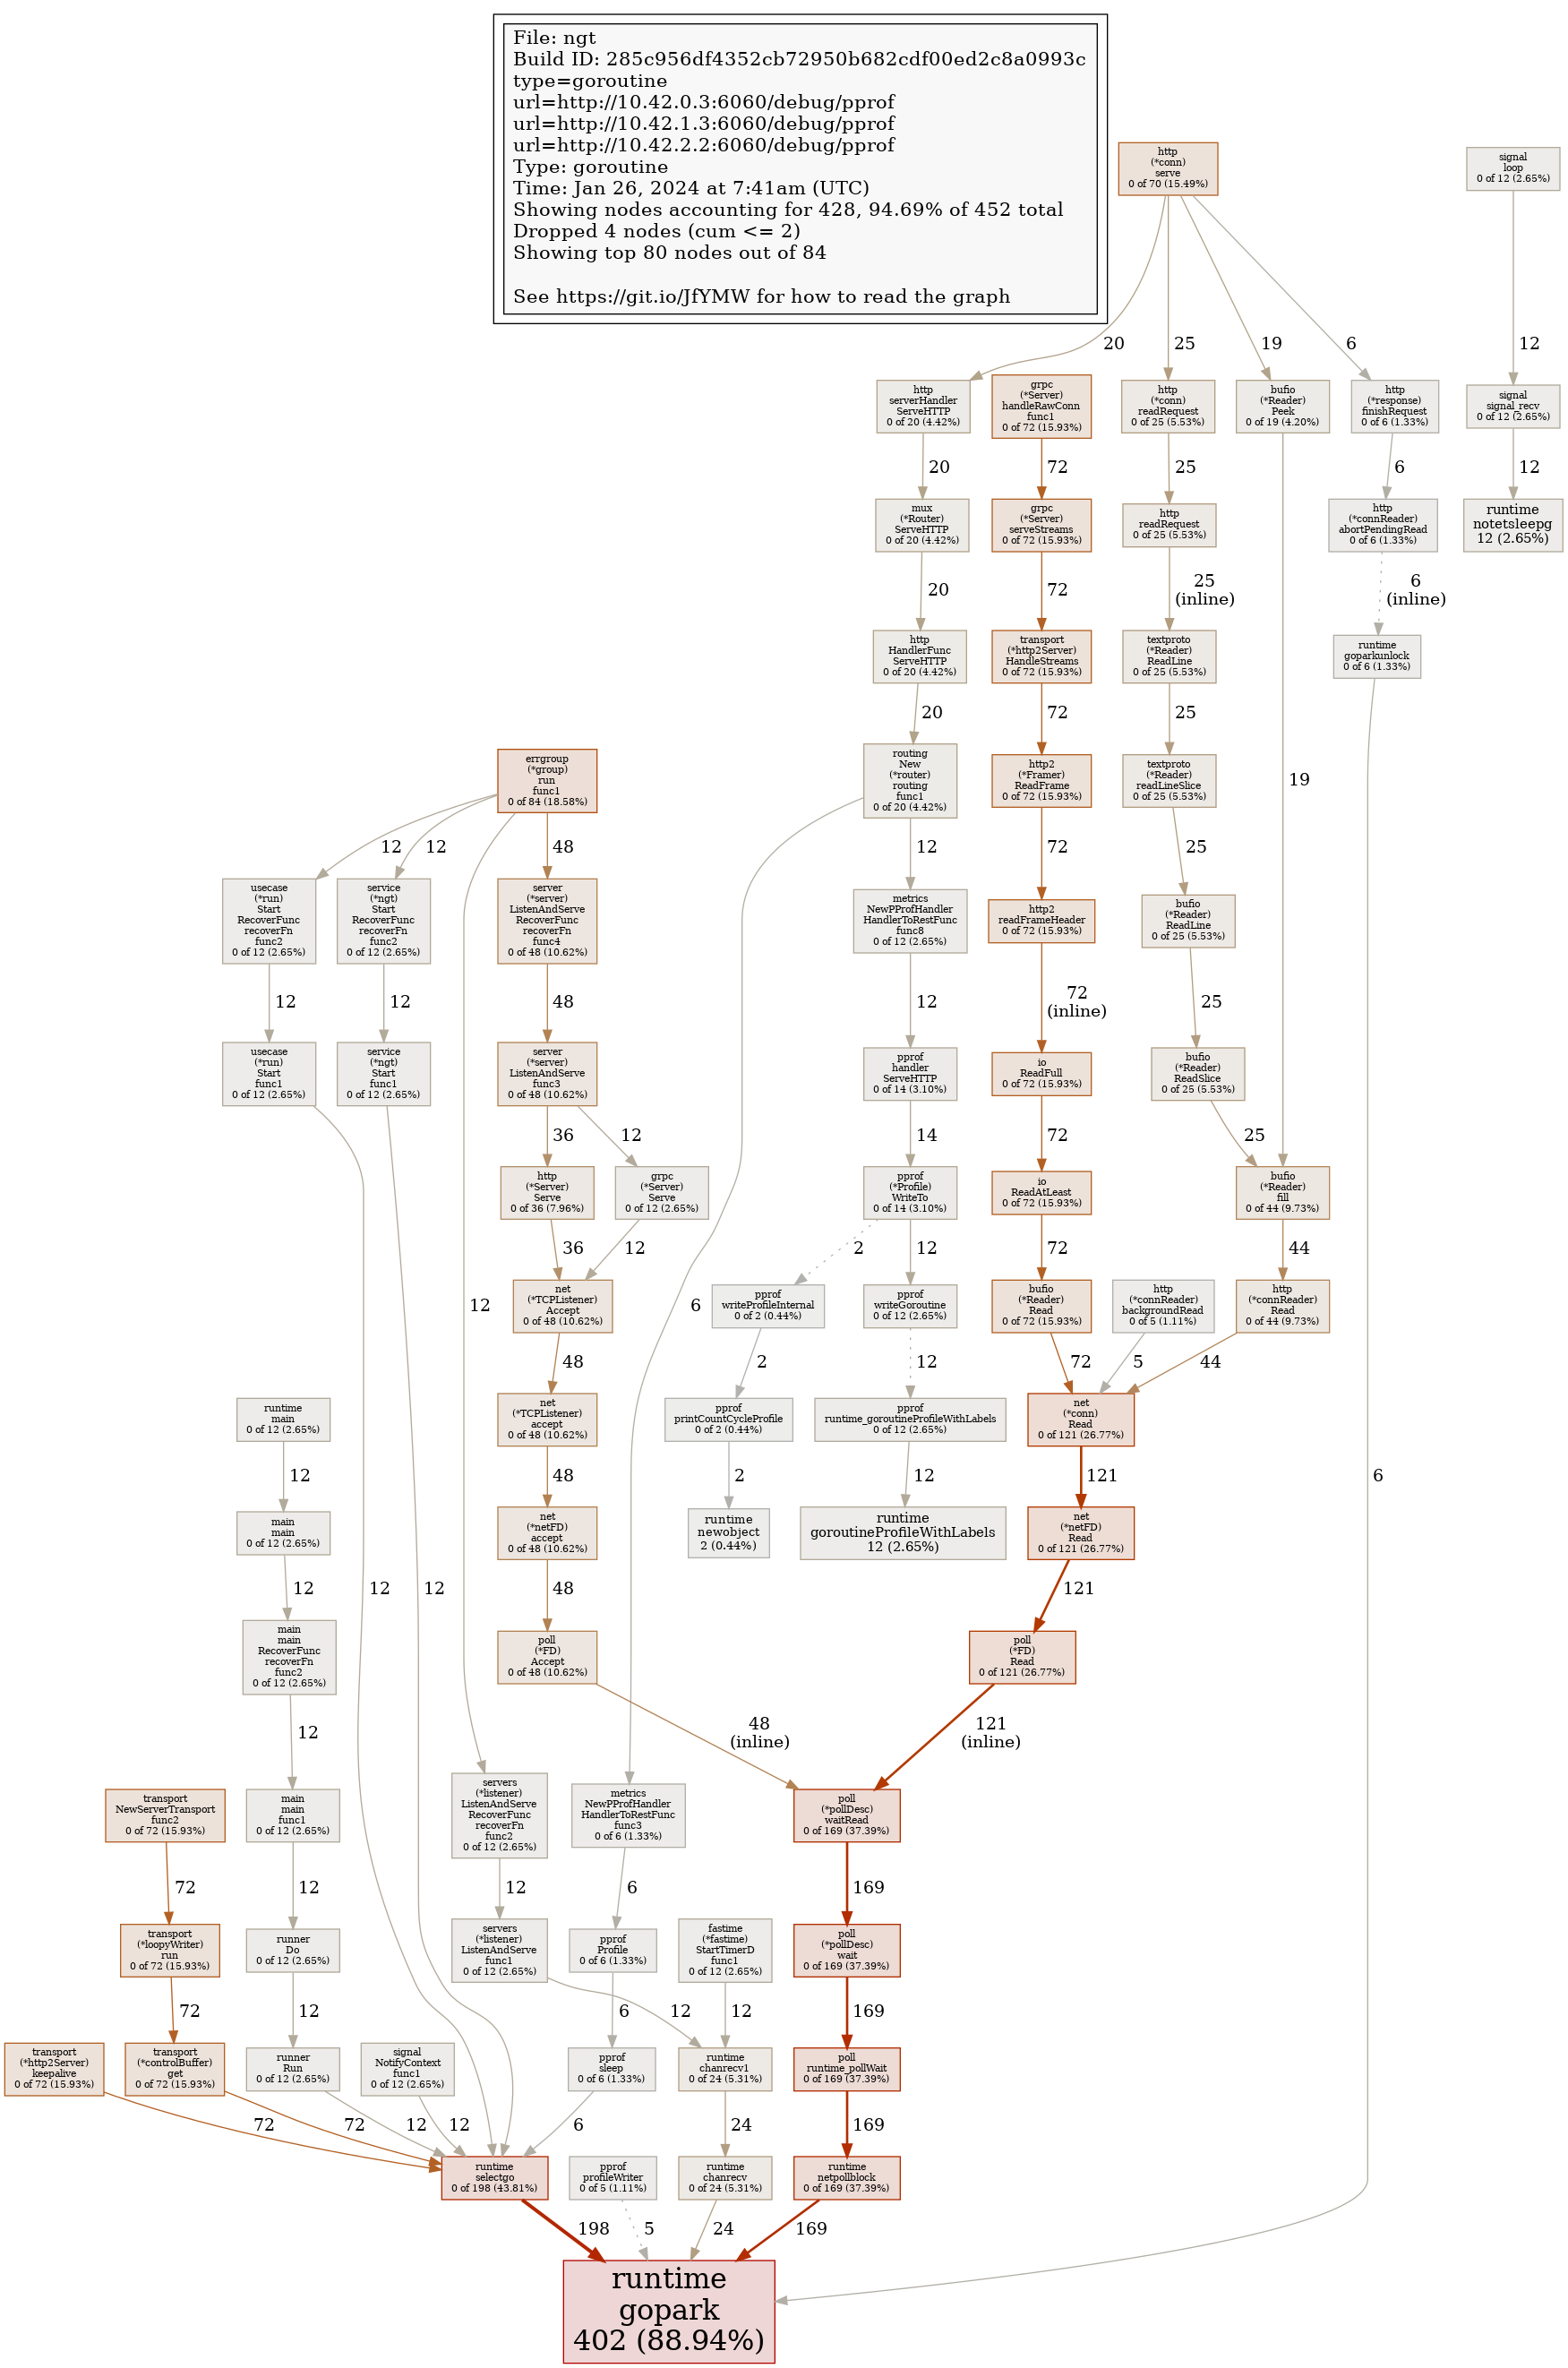 File: ngt
Build ID: 285c956df4352cb72950b682cdf00ed2c8a0993c
type=goroutine
url=http://10.42.0.3:6060/debug/pprof
url=http://10.42.1.3:6060/debug/pprof
url=http://10.42.2.2:6060/debug/pprof
Type: goroutine
Time: Jan 26, 2024 at 7:41am (UTC)
Showing nodes accounting for 428, 94.69% of 452 total
Dropped 4 nodes (cum <= 2)
Showing top 80 nodes out of 84
See https://git.io/JfYMW for how to read the graph
http
(*conn)
serve
0 of 70 (15.49%)
signal
loop
0 of 12 (2.65%)
20
25
19
6
12
http
serverHandler
ServeHTTP
0 of 20 (4.42%)
grpc
(*Server)
handleRawConn
func1
0 of 72 (15.93%)
http
(*conn)
readRequest
0 of 25 (5.53%)
bufio
(*Reader)
Peek
0 of 19 (4.20%)
http
(*response)
finishRequest
0 of 6 (1.33%)
signal
signal_recv
0 of 12 (2.65%)
20
72
25
6
12
mux
(*Router)
ServeHTTP
0 of 20 (4.42%)
grpc
(*Server)
serveStreams
0 of 72 (15.93%)
http
readRequest
0 of 25 (5.53%)
http
(*connReader)
abortPendingRead
0 of 6 (1.33%)
runtime
notetsleepg
12 (2.65%)
20
72
25
(inline)
6
(inline)
http
HandlerFunc
ServeHTTP
0 of 20 (4.42%)
transport
(*http2Server)
HandleStreams
0 of 72 (15.93%)
textproto
(*Reader)
ReadLine
0 of 25 (5.53%)
runtime
goparkunlock
0 of 6 (1.33%)
20
72
25
errgroup
(*group)
run
func1
0 of 84 (18.58%)
routing
New
(*router)
routing
func1
0 of 20 (4.42%)
http2
(*Framer)
ReadFrame
0 of 72 (15.93%)
textproto
(*Reader)
readLineSlice
0 of 25 (5.53%)
19
12
12
48
12
72
25
usecase
(*run)
Start
RecoverFunc
recoverFn
func2
0 of 12 (2.65%)
service
(*ngt)
Start
RecoverFunc
recoverFn
func2
0 of 12 (2.65%)
server
(*server)
ListenAndServe
RecoverFunc
recoverFn
func4
0 of 48 (10.62%)
metrics
NewPProfHandler
HandlerToRestFunc
func8
0 of 12 (2.65%)
http2
readFrameHeader
0 of 72 (15.93%)
bufio
(*Reader)
ReadLine
0 of 25 (5.53%)
12
12
48
12
72
(inline)
25
usecase
(*run)
Start
func1
0 of 12 (2.65%)
service
(*ngt)
Start
func1
0 of 12 (2.65%)
server
(*server)
ListenAndServe
func3
0 of 48 (10.62%)
pprof
handler
ServeHTTP
0 of 14 (3.10%)
io
ReadFull
0 of 72 (15.93%)
bufio
(*Reader)
ReadSlice
0 of 25 (5.53%)
36
12
14
72
25
http
(*Server)
Serve
0 of 36 (7.96%)
grpc
(*Server)
Serve
0 of 12 (2.65%)
pprof
(*Profile)
WriteTo
0 of 14 (3.10%)
io
ReadAtLeast
0 of 72 (15.93%)
bufio
(*Reader)
fill
0 of 44 (9.73%)
36
12
2
12
72
44
12
6
net
(*TCPListener)
Accept
0 of 48 (10.62%)
pprof
writeProfileInternal
0 of 2 (0.44%)
pprof
writeGoroutine
0 of 12 (2.65%)
bufio
(*Reader)
Read
0 of 72 (15.93%)
http
(*connReader)
backgroundRead
0 of 5 (1.11%)
http
(*connReader)
Read
0 of 44 (9.73%)
48
2
12
72
5
44
runtime
main
0 of 12 (2.65%)
net
(*TCPListener)
accept
0 of 48 (10.62%)
pprof
printCountCycleProfile
0 of 2 (0.44%)
pprof
runtime_goroutineProfileWithLabels
0 of 12 (2.65%)
net
(*conn)
Read
0 of 121 (26.77%)
12
48
2
12
121
6
main
main
0 of 12 (2.65%)
net
(*netFD)
accept
0 of 48 (10.62%)
runtime
newobject
2 (0.44%)
runtime
goroutineProfileWithLabels
12 (2.65%)
net
(*netFD)
Read
0 of 121 (26.77%)
12
12
12
48
121
main
main
RecoverFunc
recoverFn
func2
0 of 12 (2.65%)
poll
(*FD)
Accept
0 of 48 (10.62%)
poll
(*FD)
Read
0 of 121 (26.77%)
12
48
(inline)
121
(inline)
transport
NewServerTransport
func2
0 of 72 (15.93%)
main
main
func1
0 of 12 (2.65%)
servers
(*listener)
ListenAndServe
RecoverFunc
recoverFn
func2
0 of 12 (2.65%)
metrics
NewPProfHandler
HandlerToRestFunc
func3
0 of 6 (1.33%)
poll
(*pollDesc)
waitRead
0 of 169 (37.39%)
72
12
12
6
169
transport
(*loopyWriter)
run
0 of 72 (15.93%)
runner
Do
0 of 12 (2.65%)
servers
(*listener)
ListenAndServe
func1
0 of 12 (2.65%)
pprof
Profile
0 of 6 (1.33%)
fastime
(*fastime)
StartTimerD
func1
0 of 12 (2.65%)
poll
(*pollDesc)
wait
0 of 169 (37.39%)
72
12
6
12
12
169
transport
(*http2Server)
keepalive
0 of 72 (15.93%)
transport
(*controlBuffer)
get
0 of 72 (15.93%)
runner
Run
0 of 12 (2.65%)
signal
NotifyContext
func1
0 of 12 (2.65%)
pprof
sleep
0 of 6 (1.33%)
runtime
chanrecv1
0 of 24 (5.31%)
poll
runtime_pollWait
0 of 169 (37.39%)
72
72
12
12
6
24
169
runtime
selectgo
0 of 198 (43.81%)
pprof
profileWriter
0 of 5 (1.11%)
runtime
chanrecv
0 of 24 (5.31%)
runtime
netpollblock
0 of 169 (37.39%)
198
5
24
169
runtime
gopark
402 (88.94%)